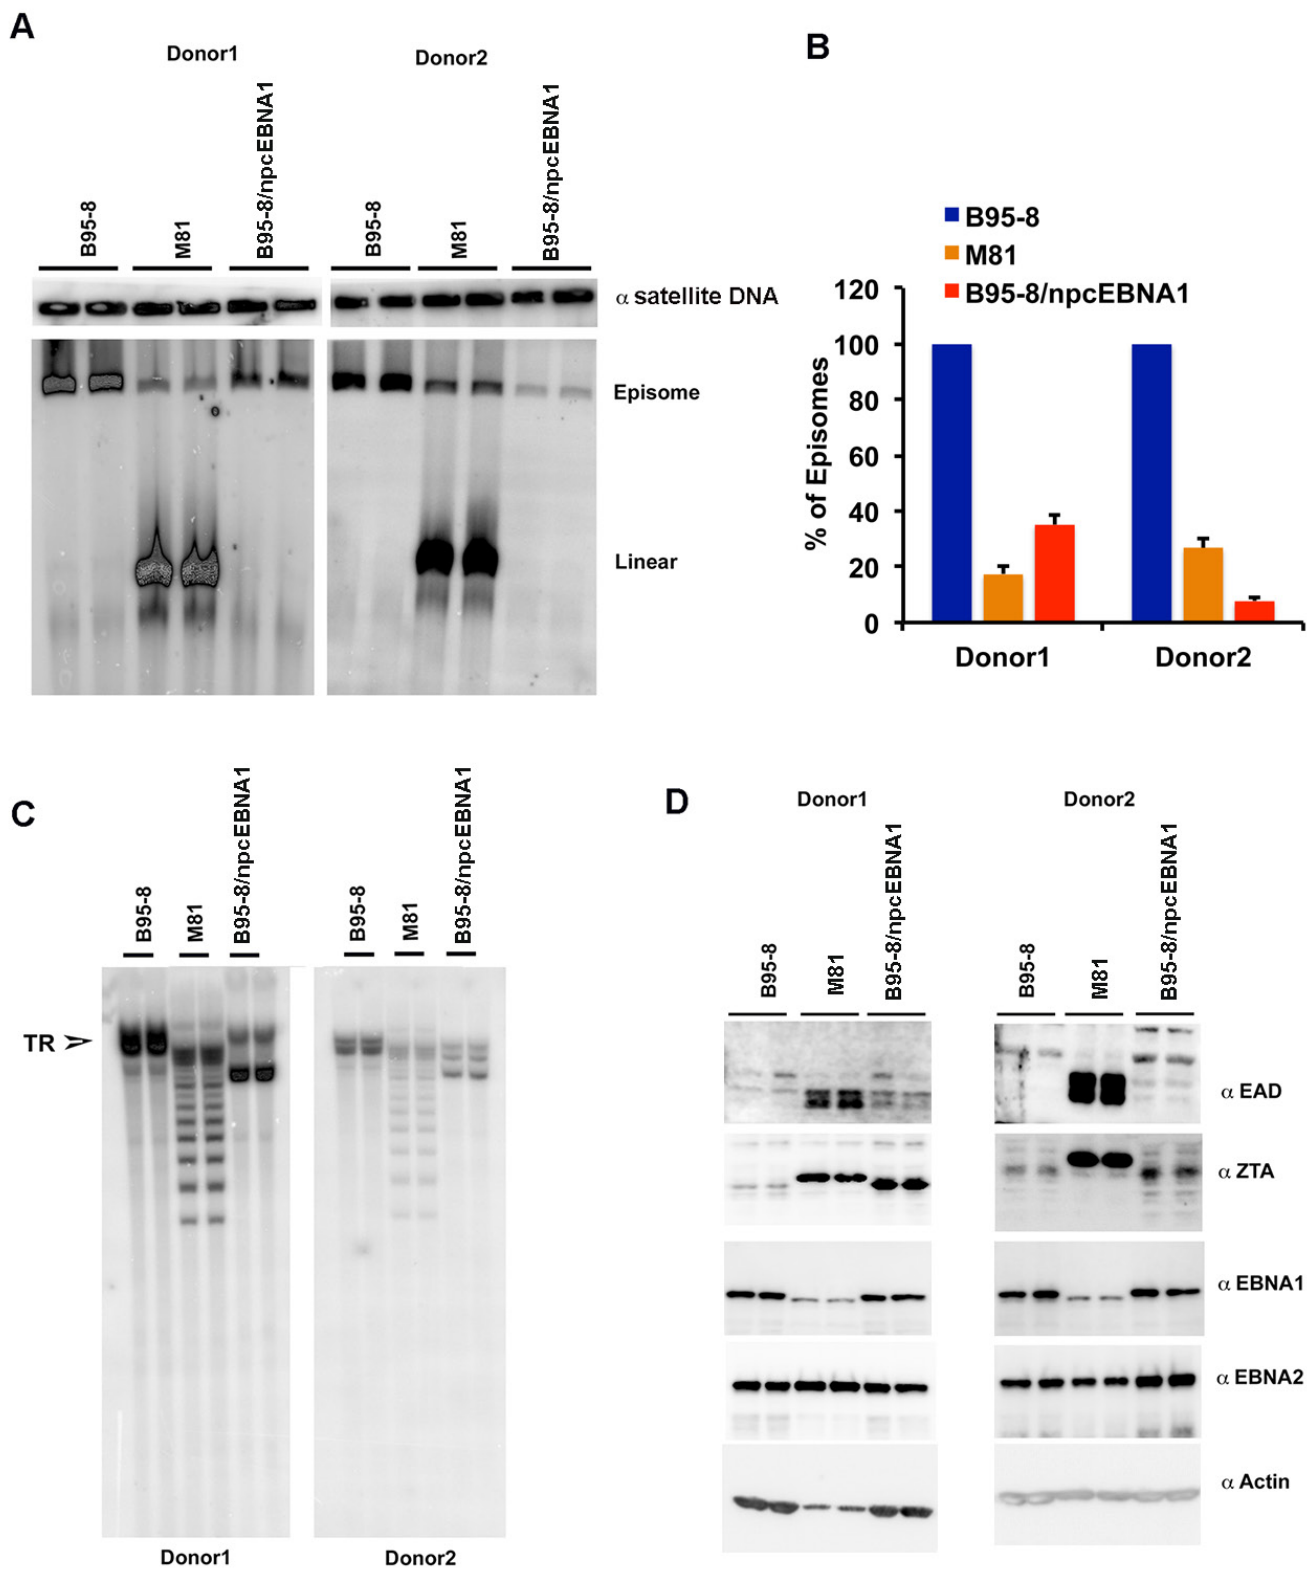 A
Donor1
Donor2
B95-8
M81
B95-8/npcEBNA1
B95-8
M81
B95-8/npcEBNA1
α satellite DNA
Episome
Linear
B
B95-8
M81
B95-8/npcEBNA1
% of Episomes
120
100
80
60
40
20
0
Donor1
Donor2
C
B95-8
M81
B95-8/npcEBNA1
B95-8
M81
B95-8/npcEBNA1
TR
Donor1
Donor2
D
Donor1
Donor2
B95-8
M81
B95-8/npcEBNA1
B95-8
M81
B95-8/npcEBNA1
α EAD
α ZTA
α EBNA1
α EBNA2
α Actin